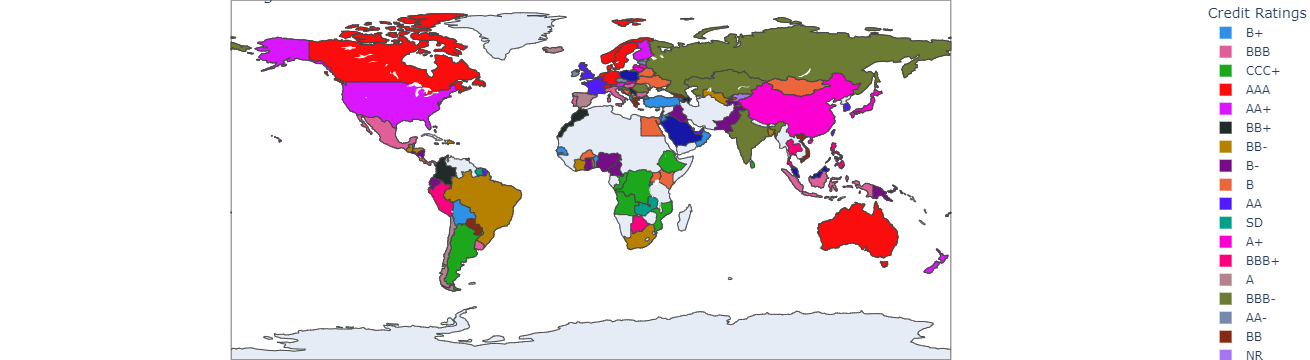 Credit Ratings
B+
BBB
CCC+
AAA
AA+
BB+
BB-
B-
B
AA
SD
A+
BBB+
A
BBB-
AA-
BB
NR